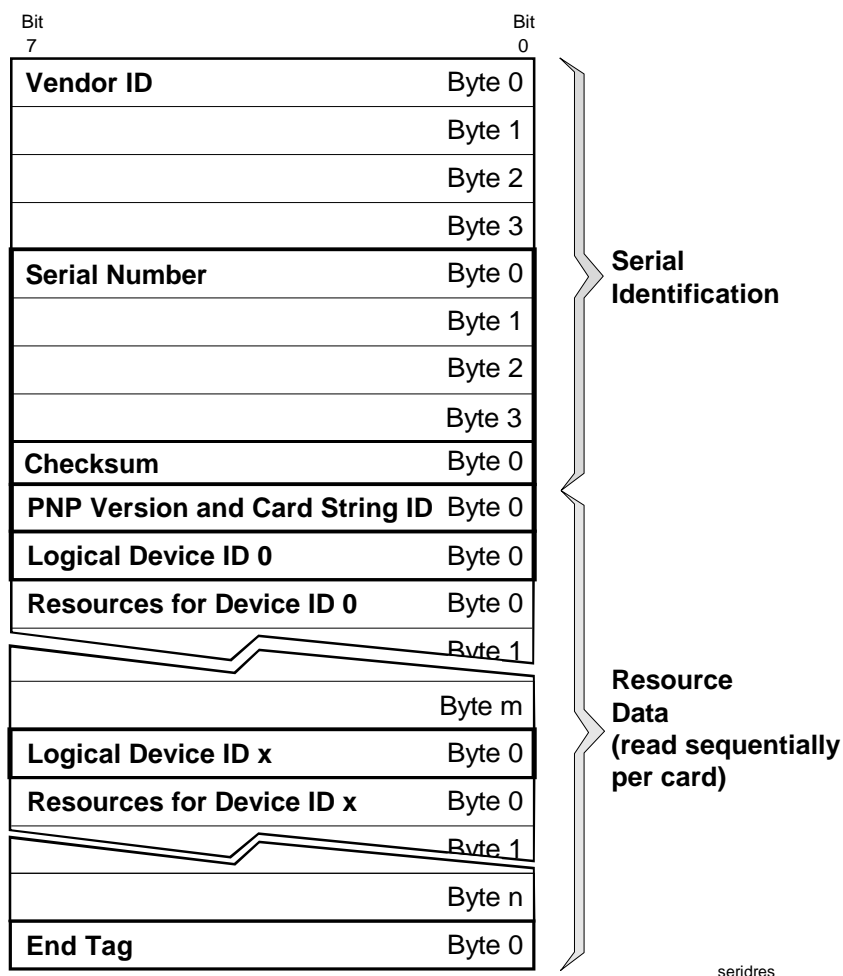 Bit Bit
7 0
Vendor ID Byte 0
Byte 1
Byte 2
Byte 3
Serial Number Byte 0
Byte 1
Byte 2
Byte 3
Checksum Byte 0
PNP Version and Card String ID Byte 0
Logical Device ID 0 Byte 0
Resources for Device ID 0 Byte 0
Byte 1
Byte m
Logical Device ID x Byte 0
Resources for Device ID x Byte 0
Byte 1
Byte n
End Tag Byte 0
Serial
Identification
Resource
Data
(read sequentially
per card)
seridres